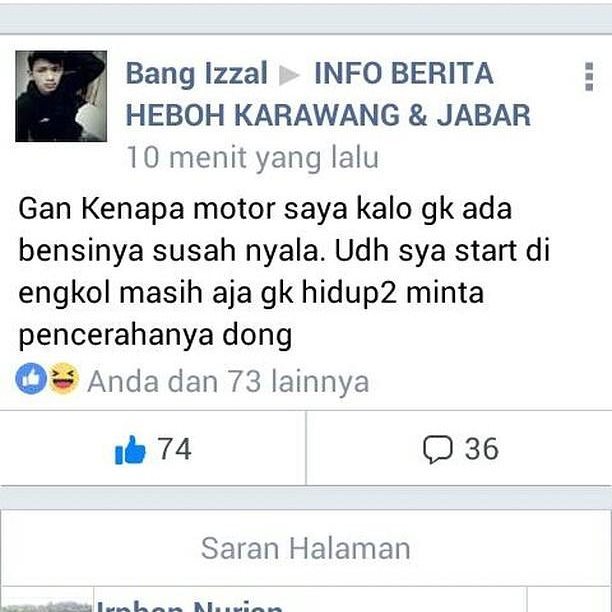 Bang Izzal ▶ INFO BERITA
HEBOH KARAWANG & JABAR
10 menit yang lalu
Gan Kenapa motor saya kalo gk ada
bensinya susah nyala. Udh sya start di
engkol masih aja gk hidup2 minta
pencerahanya dong
Anda dan 73 lainnya
74
36
Saran Halaman
Irphan Nurian